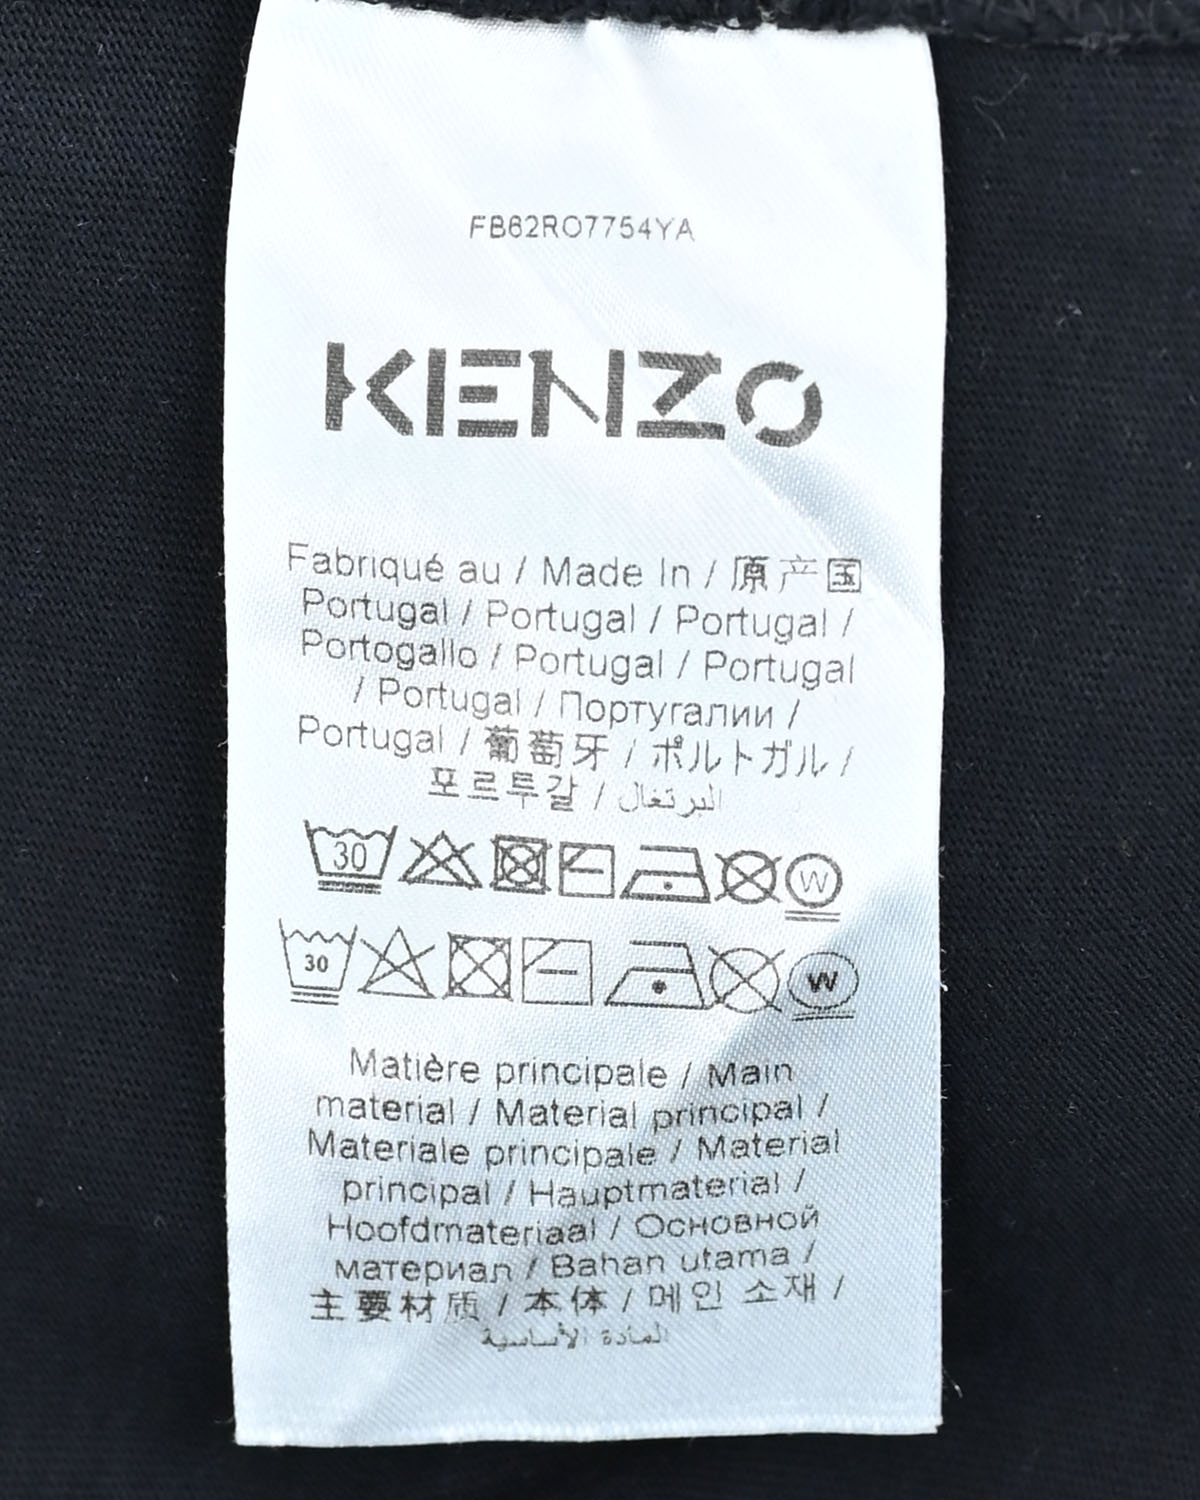 FB62RO7754YA
KENZO
Fabriqué au / Made In / 原产国
Portugal / Portugal / Portugal /
Portogallo / Portugal / Portugal
/ Portugal / Португалии /
Portugal / 葡萄牙 / ポルトガル /
포르투갈 / البرتغال
30 W
30 W
Matière principale / Main
material / Material principal /
Materiale principale / Material
principal / Hauptmaterial /
Hoofdmateriaal / Основной
материал / Bahan utama /
主要材质 / 本体 / 메인 소재 /
المادة الأساسية